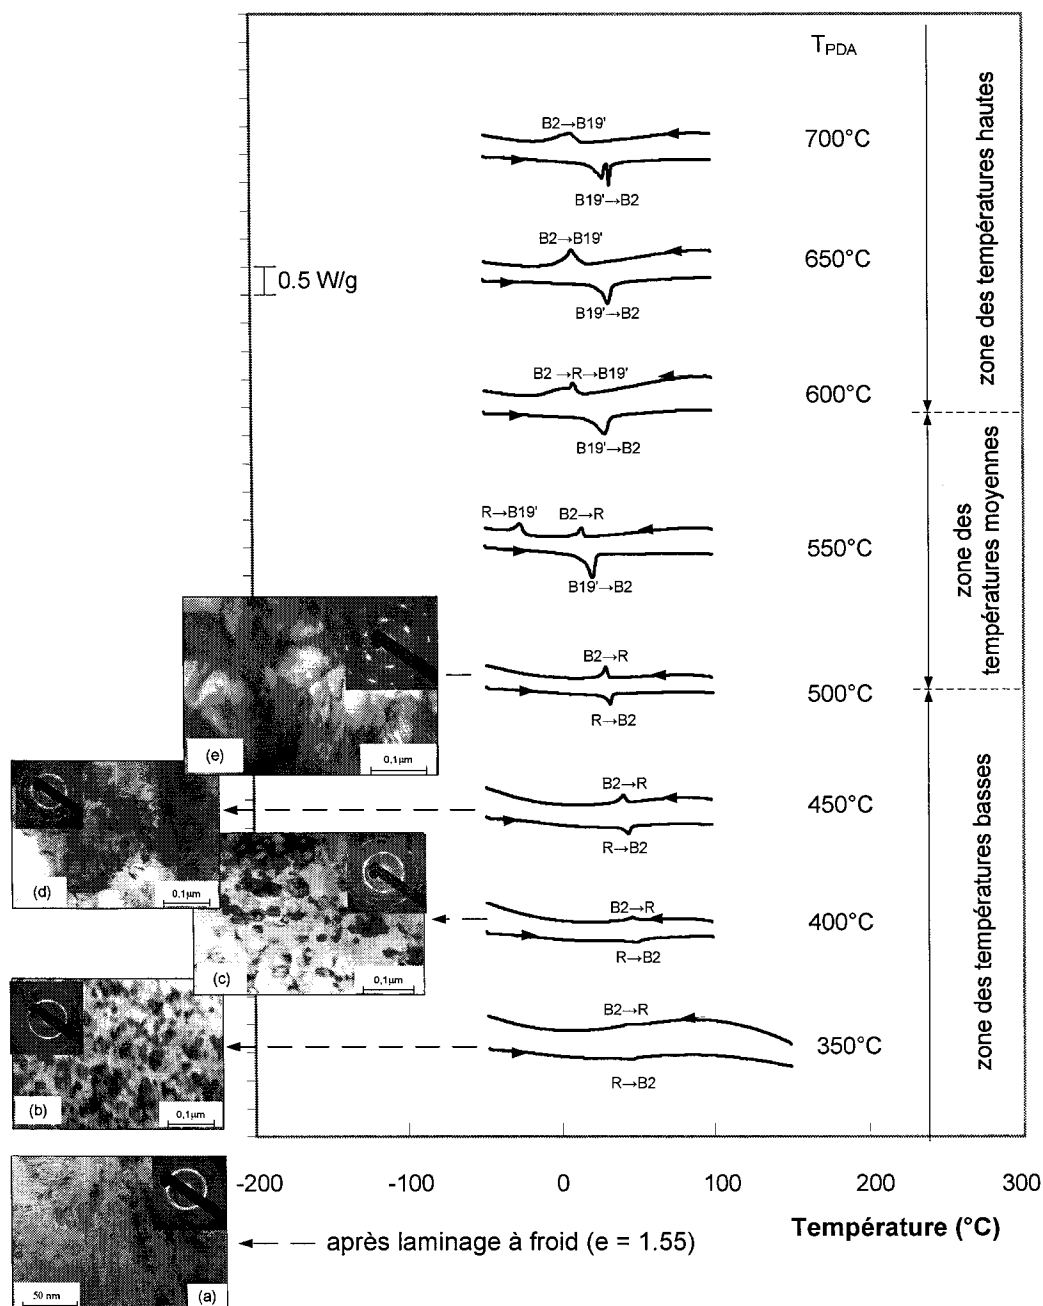 T_PDA
B2→B19'
700°C
B19'→B2
B2→B19'
650°C
0.5 W/g
B19'→B2
zone des températures hautes
B2 →R→B19'
600°C
B19'→B2
R→B19'
B2→R
550°C
B19'→B2
zone des
températures moyennes
B2→R
500°C
R→B2
(e)
0,1µm
B2→R
450°C
R→B2
(d)
0.1µm
B2→R
400°C
R→B2
(c)
0,1µm
zone des températures basses
B2→R
350°C
R→B2
(b)
0,1µm
-200
-100
0
100
200
300
Température (°C)
après laminage à froid (e = 1.55)
50 nm
(a)